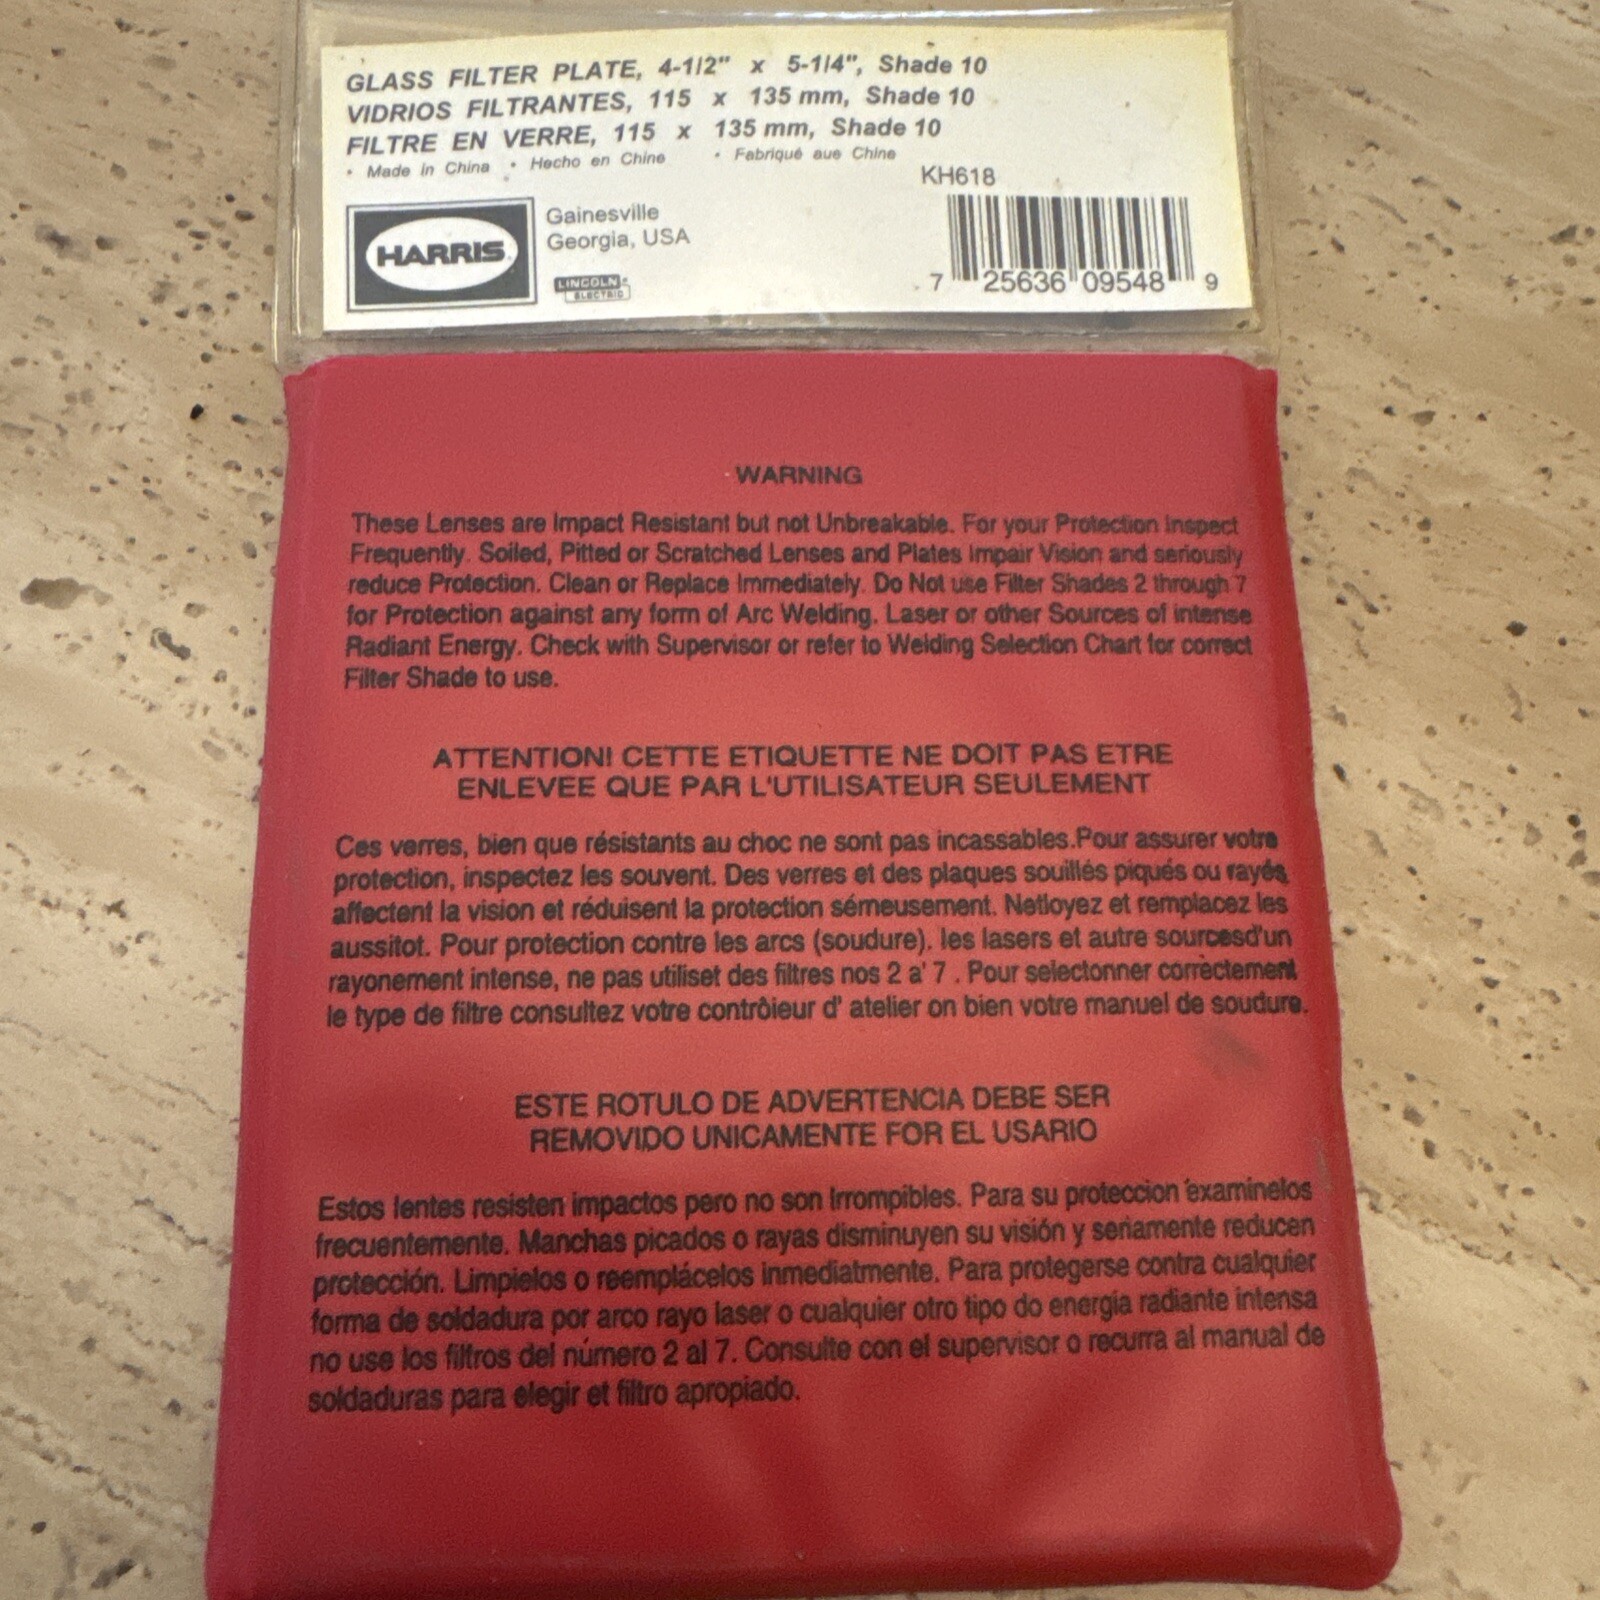 GLASS FILTER PLATE, 4-1/2" x 5-1/4", Shade 10
VIDRIOS FILTRANTES, 115 x 135 mm, Shade 10
FILTRE EN VERRE, 115 x 135 mm, Shade 10
• Made in China • Hecho en Chine • Fabriqué aue Chine
KH618
HARRIS
Gainesville
Georgia, USA
LINCOLN
ELECTRIC
7 25636 09548 9
WARNING
These Lenses are Impact Resistant but not Unbreakable. For your Protection Inspect
Frequently. Soiled, Pitted or Scratched Lenses and Plates Impair Vision and seriously
reduce Protection. Clean or Replace Immediately. Do Not use Filter Shades 2 through 7
for Protection against any form of Arc Welding. Laser or other Sources of intense
Radiant Energy. Check with Supervisor or refer to Welding Selection Chart for correct
Filter Shade to use.
ATTENTION! CETTE ETIQUETTE NE DOIT PAS ETRE
ENLEVEE QUE PAR L'UTILISATEUR SEULEMENT
Ces verres, bien que résistants au choc ne sont pas incassables.Pour assurer votre
protection, inspectez les souvent. Des verres et des plaques souillés piqués ou rayés
affectent la vision et réduisent la protection sémeusement. Netloyez et remplacez les
aussitot. Pour protection contre les arcs (soudure). les lasers et autre sourcesd'un
rayonement intense, ne pas utiliset des filtres nos 2 a' 7 . Pour selectonner correctement
le type de filtre consultez votre contrôieur d' atelier on bien votre manuel de soudure.
ESTE ROTULO DE ADVERTENCIA DEBE SER
REMOVIDO UNICAMENTE FOR EL USARIO
Estos lentes resisten impactos pero no son Irrompibles. Para su proteccion examinelos
frecuentemente. Manchas picados o rayas disminuyen su visión y seriamente reducen
protección. Limpielos o reemplácelos inmediatmente. Para protegerse contra cualquier
forma de soldadura por arco rayo laser o cualquier otro tipo do energia radiante intensa
no use los filtros del número 2 al 7. Consulte con el supervisor o recurra al manual de
soldaduras para elegir et filtro apropiado.